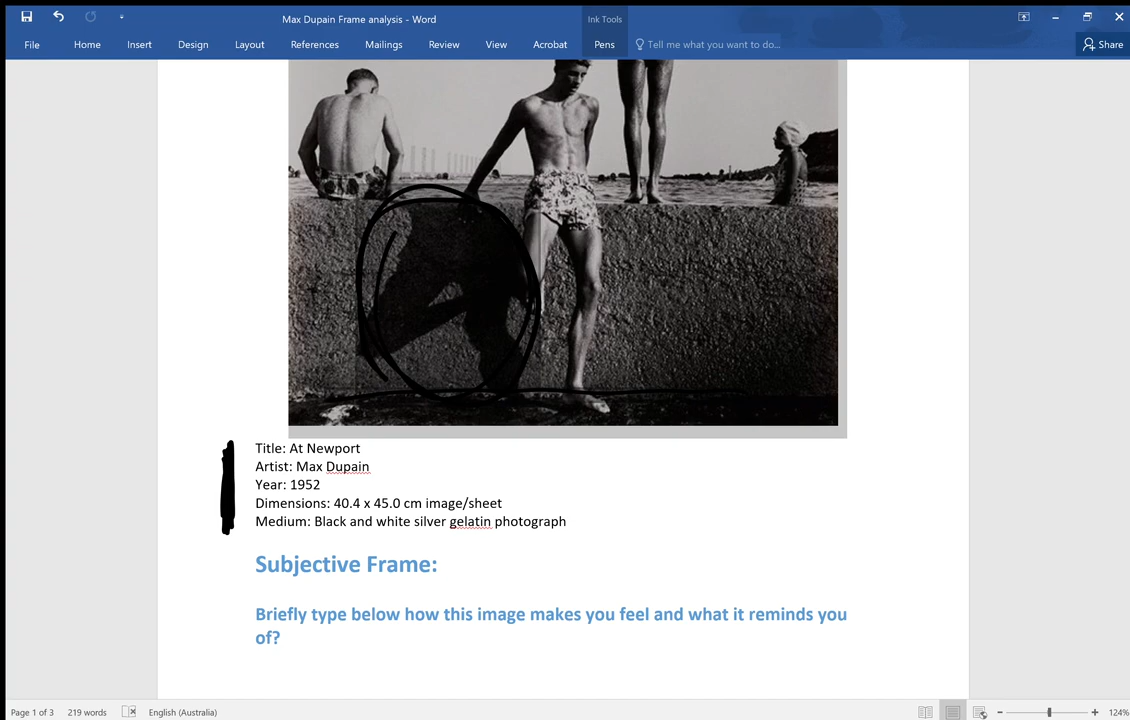 Max Dupain Frame analysis - Word
Ink Tools
File Home Insert Design Layout References Mailings Review View Acrobat Pens Tell me what you want to do... Share
Title: At Newport
Artist: Max Dupain
Year: 1952
Dimensions: 40.4 x 45.0 cm image/sheet
Medium: Black and white silver gelatin photograph
Subjective Frame:
Briefly type below how this image makes you feel and what it reminds you
of?
Page 1 of 3 219 words English (Australia) 124%